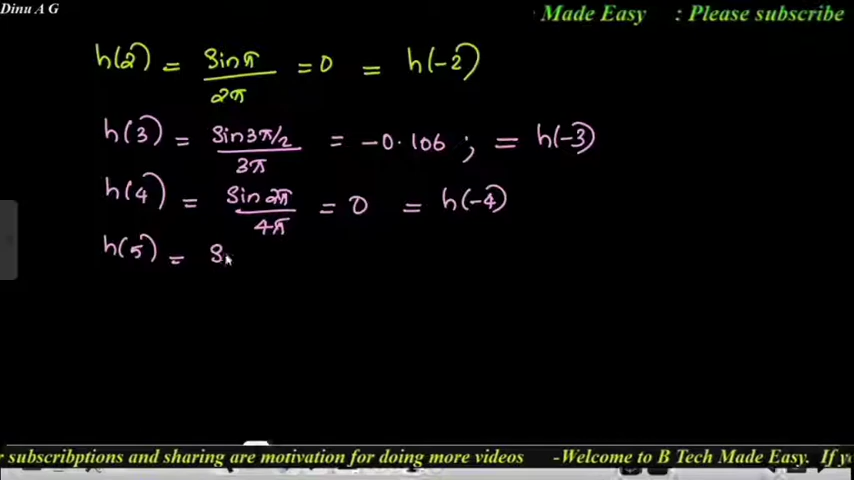 Dinu A G
Made Easy : Please subscribe
h(2) = sinπ/2π = 0 = h(-2)
h(3) = sin3π/2/3π = -0.106 ; = h(-3)
h(4) = sin2π/4π = 0 = h(-4)
h(5) = S
r subscribptions and sharing are motivation for doing more videos -Welcome to B Tech Made Easy. If y